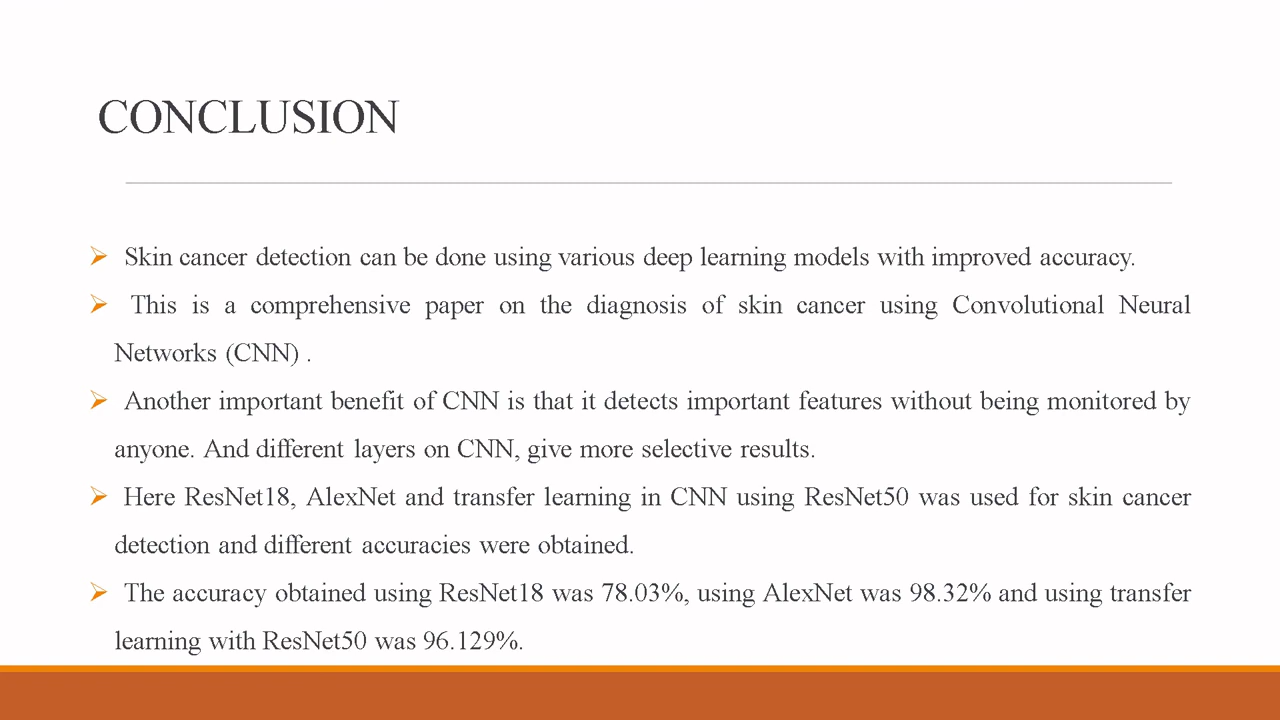 CONCLUSION
Skin cancer detection can be done using various deep learning models with improved accuracy.
This is a comprehensive paper on the diagnosis of skin cancer using Convolutional Neural
Networks (CNN) .
Another important benefit of CNN is that it detects important features without being monitored by
anyone. And different layers on CNN, give more selective results.
Here ResNet18, AlexNet and transfer learning in CNN using ResNet50 was used for skin cancer
detection and different accuracies were obtained.
The accuracy obtained using ResNet18 was 78.03%, using AlexNet was 98.32% and using transfer
learning with ResNet50 was 96.129%.